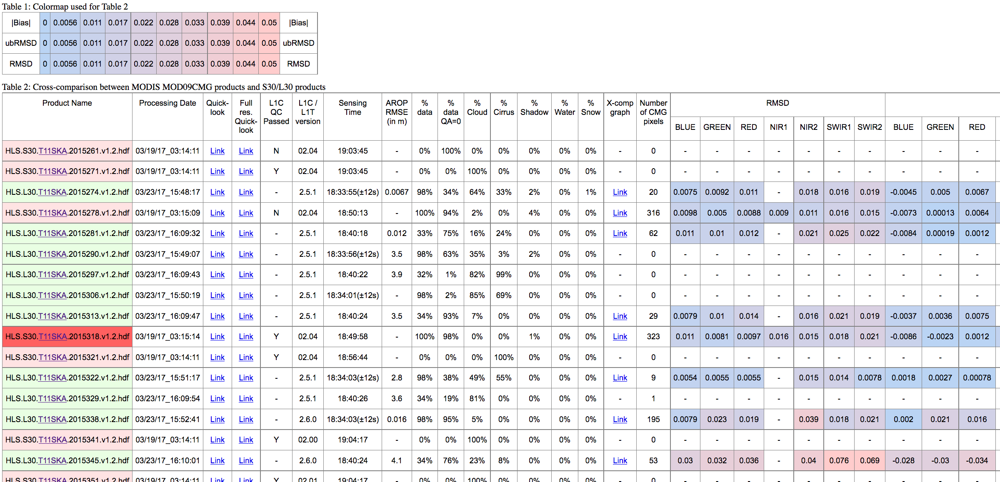 Table 1: Colormap used for Table 2
|Bias| 0 0.0056 0.011 0.017 0.022 0.028 0.033 0.039 0.044 0.05 |Bias|
ubRMSD 0 0.0056 0.011 0.017 0.022 0.028 0.033 0.039 0.044 0.05 ubRMSD
RMSD 0 0.0056 0.011 0.017 0.022 0.028 0.033 0.039 0.044 0.05 RMSD
Table 2: Cross-comparison between MODIS MOD09CMG products and S30/L30 products
Product Name Processing Date Quick-look Full res. Quick-look L1C QC Passed L1C / L1T version Sensing Time AROP RMSE (in m) % data % data QA=0 % Cloud % Cirrus % Shadow % Water % Snow X-comp graph Number of CMG pixels RMSD
BLUE GREEN RED NIR1 NIR2 SWIR1 SWIR2 BLUE GREEN RED
HLS.S30.T11SKA.2015261.v1.2.hdf 03/19/17_03:14:11 Link Link N 02.04 19:03:45 - 0% 100% 0% 0% 0% 0% 0% - 0 - - - - - - - - - -
HLS.S30.T11SKA.2015271.v1.2.hdf 03/19/17_03:14:11 Link Link Y 02.04 19:03:45 - 0% 0% 100% 0% 0% 0% 0% - 0 - - - - - - - - - -
HLS.L30.T11SKA.2015274.v1.2.hdf 03/23/17_15:48:17 Link Link - 2.5.1 18:33:55(±12s) 0.0067 98% 34% 64% 33% 2% 0% 1% Link 20 0.0075 0.0092 0.011 - 0.018 0.016 0.019 -0.0045 0.005 0.0067
HLS.S30.T11SKA.2015278.v1.2.hdf 03/19/17_03:15:09 Link Link N 02.04 18:50:13 - 100% 94% 2% 0% 4% 0% 0% Link 316 0.0098 0.005 0.0088 0.009 0.011 0.016 0.015 -0.0073 0.00013 0.0064
HLS.L30.T11SKA.2015281.v1.2.hdf 03/23/17_16:09:32 Link Link - 2.5.1 18:40:18 0.012 33% 75% 16% 24% 0% 0% 0% Link 62 0.011 0.01 0.012 - 0.021 0.025 0.022 -0.0084 0.00019 0.0012
HLS.L30.T11SKA.2015290.v1.2.hdf 03/23/17_15:49:07 Link Link - 2.5.1 18:33:56(±12s) 3.5 98% 63% 35% 3% 2% 0% 0% - 0 - - - - - - - - - -
HLS.L30.T11SKA.2015297.v1.2.hdf 03/23/17_16:09:43 Link Link - 2.5.1 18:40:22 3.9 32% 1% 82% 99% 0% 0% 0% - 0 - - - - - - - - - -
HLS.L30.T11SKA.2015306.v1.2.hdf 03/23/17_15:50:19 Link Link - 2.5.1 18:34:01(±12s) - 98% 2% 85% 69% 0% 0% 0% - 0 - - - - - - - - - -
HLS.L30.T11SKA.2015313.v1.2.hdf 03/23/17_16:09:47 Link Link - 2.5.1 18:40:24 3.5 34% 93% 7% 0% 0% 0% 0% Link 29 0.0079 0.01 0.014 - 0.016 0.021 0.019 -0.0037 0.0036 0.0075
HLS.S30.T11SKA.2015318.v1.2.hdf 03/19/17_03:15:14 Link Link Y 02.04 18:49:58 - 100% 98% 0% 0% 1% 0% 0% Link 323 0.011 0.0081 0.0097 0.016 0.015 0.018 0.021 -0.0086 -0.0023 0.0012
HLS.S30.T11SKA.2015321.v1.2.hdf 03/19/17_03:14:11 Link Link Y 02.04 18:56:44 - 0% 0% 0% 100% 0% 0% 0% - 0 - - - - - - - - - -
HLS.L30.T11SKA.2015322.v1.2.hdf 03/23/17_15:51:17 Link Link - 2.5.1 18:34:03(±12s) 2.8 98% 38% 49% 55% 0% 0% 0% Link 9 0.0054 0.0055 0.0055 - 0.015 0.014 0.0078 0.0018 0.0027 0.00078
HLS.L30.T11SKA.2015329.v1.2.hdf 03/23/17_16:09:54 Link Link - 2.5.1 18:40:26 3.6 34% 19% 81% 0% 0% 0% 0% - 1 - - - - - - - - - -
HLS.L30.T11SKA.2015338.v1.2.hdf 03/23/17_15:52:41 Link Link - 2.6.0 18:34:03(±12s) 0.016 98% 95% 5% 0% 0% 0% 0% Link 195 0.0079 0.023 0.019 - 0.039 0.018 0.021 0.002 0.021 0.016
HLS.S30.T11SKA.2015341.v1.2.hdf 03/19/17_03:14:11 Link Link Y 02.00 19:04:17 - 0% 0% 100% 0% 0% 0% 0% - 0 - - - - - - - - - -
HLS.L30.T11SKA.2015345.v1.2.hdf 03/23/17_16:10:01 Link Link - 2.6.0 18:40:24 4.1 34% 76% 23% 8% 0% 0% 0% Link 53 0.03 0.032 0.036 - 0.04 0.076 0.069 -0.028 -0.03 -0.034
HLS.S30.T11SKA.2015351.v1.2.hdf 03/19/17_03:14:11 Link Link Y 02.01 19:04:17 - 0% 0% 100% 0% 0% 0% 0% - 0 - - - - - - - - - -